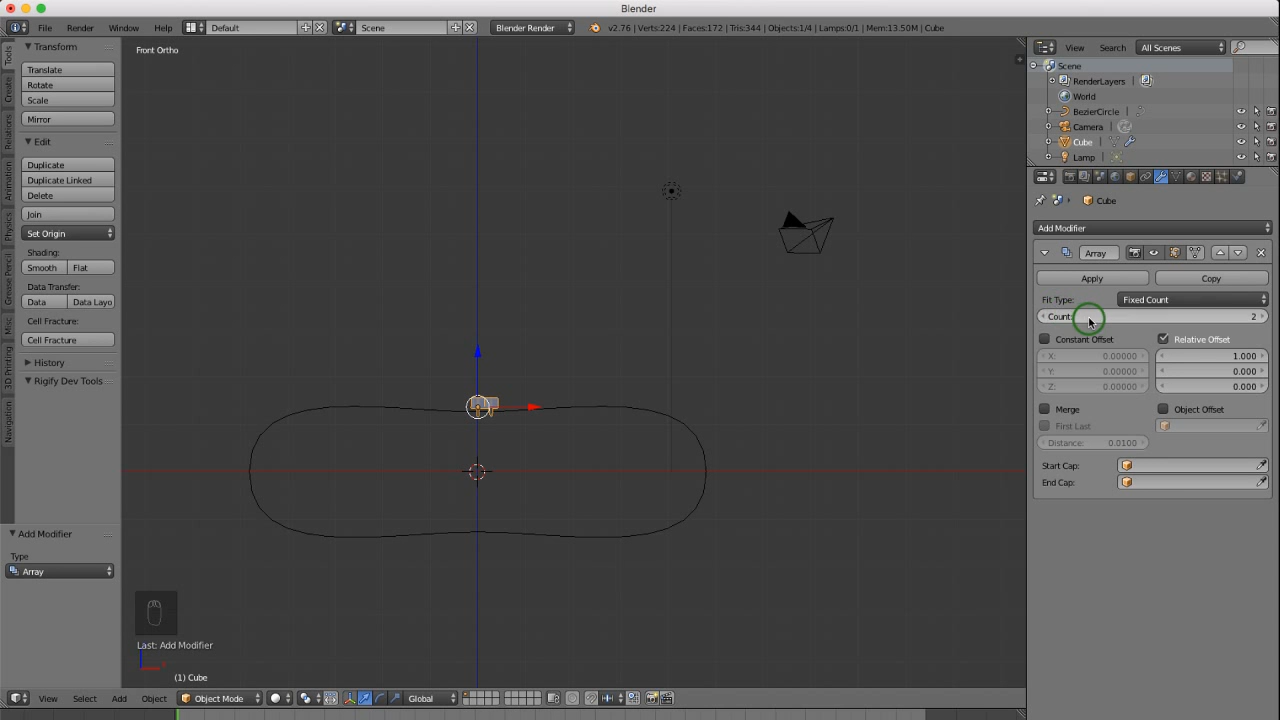 Blender
File Render Window Help Default Scene Blender Render v2.76 | Verts:224 | Faces:172 | Tris:344 | Objects:1/4 | Lamps:0/1 | Mem:13.50M | Cube
Tools
Create
Relations
Animation
Physics
Grease Pencil
Misc
3D Printing
Navigation
Transform
Translate
Rotate
Scale
Mirror
Edit
Duplicate
Duplicate Linked
Delete
Join
Set Origin
Shading:
Smooth Flat
Data Transfer:
Data Data Layo
Cell Fracture:
Cell Fracture
History
Rigify Dev Tools
Add Modifier
Type
Array
Front Ortho
Last: Add Modifier
(1) Cube
View Select Add Object Object Mode Global
View Search All Scenes
Scene
RenderLayers |
World
BezierCircle |
Camera |
Cube |
Lamp |
Cube
Add Modifier
Array
Apply Copy
Fit Type: Fixed Count
Count: 2
Constant Offset Relative Offset
X: 0.00000 1.000
Y: 0.00000 0.000
Z: 0.00000 0.000
Merge Object Offset
First Last
Distance: 0.0100
Start Cap:
End Cap: